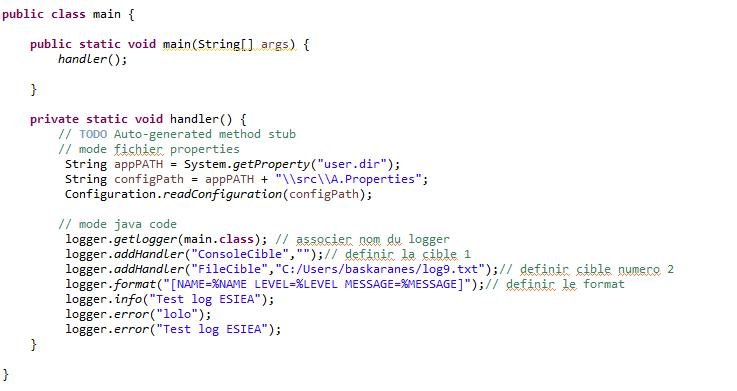 public class main {
public static void main(String[] args) {
handler();
}
private static void handler() {
// TODO Auto-generated method stub
// mode fichier properties
String appPATH = System.getProperty("user.dir");
String configPath = appPATH + "\\src\\A.Properties";
Configuration.readConfiguration(configPath);
// mode java code
logger.getlogger(main.class); // associer nom du logger
logger.addHandler("ConsoleCible","");// definir la cible 1
logger.addHandler("FileCible","C:/Users/baskaranes/log9.txt");// definir cible numero 2
logger.format("[NAME=%NAME LEVEL=%LEVEL MESSAGE=%MESSAGE]");// definir le format
logger.info("Test log ESIEA");
logger.error("lolo");
logger.error("Test log ESIEA");
}
}